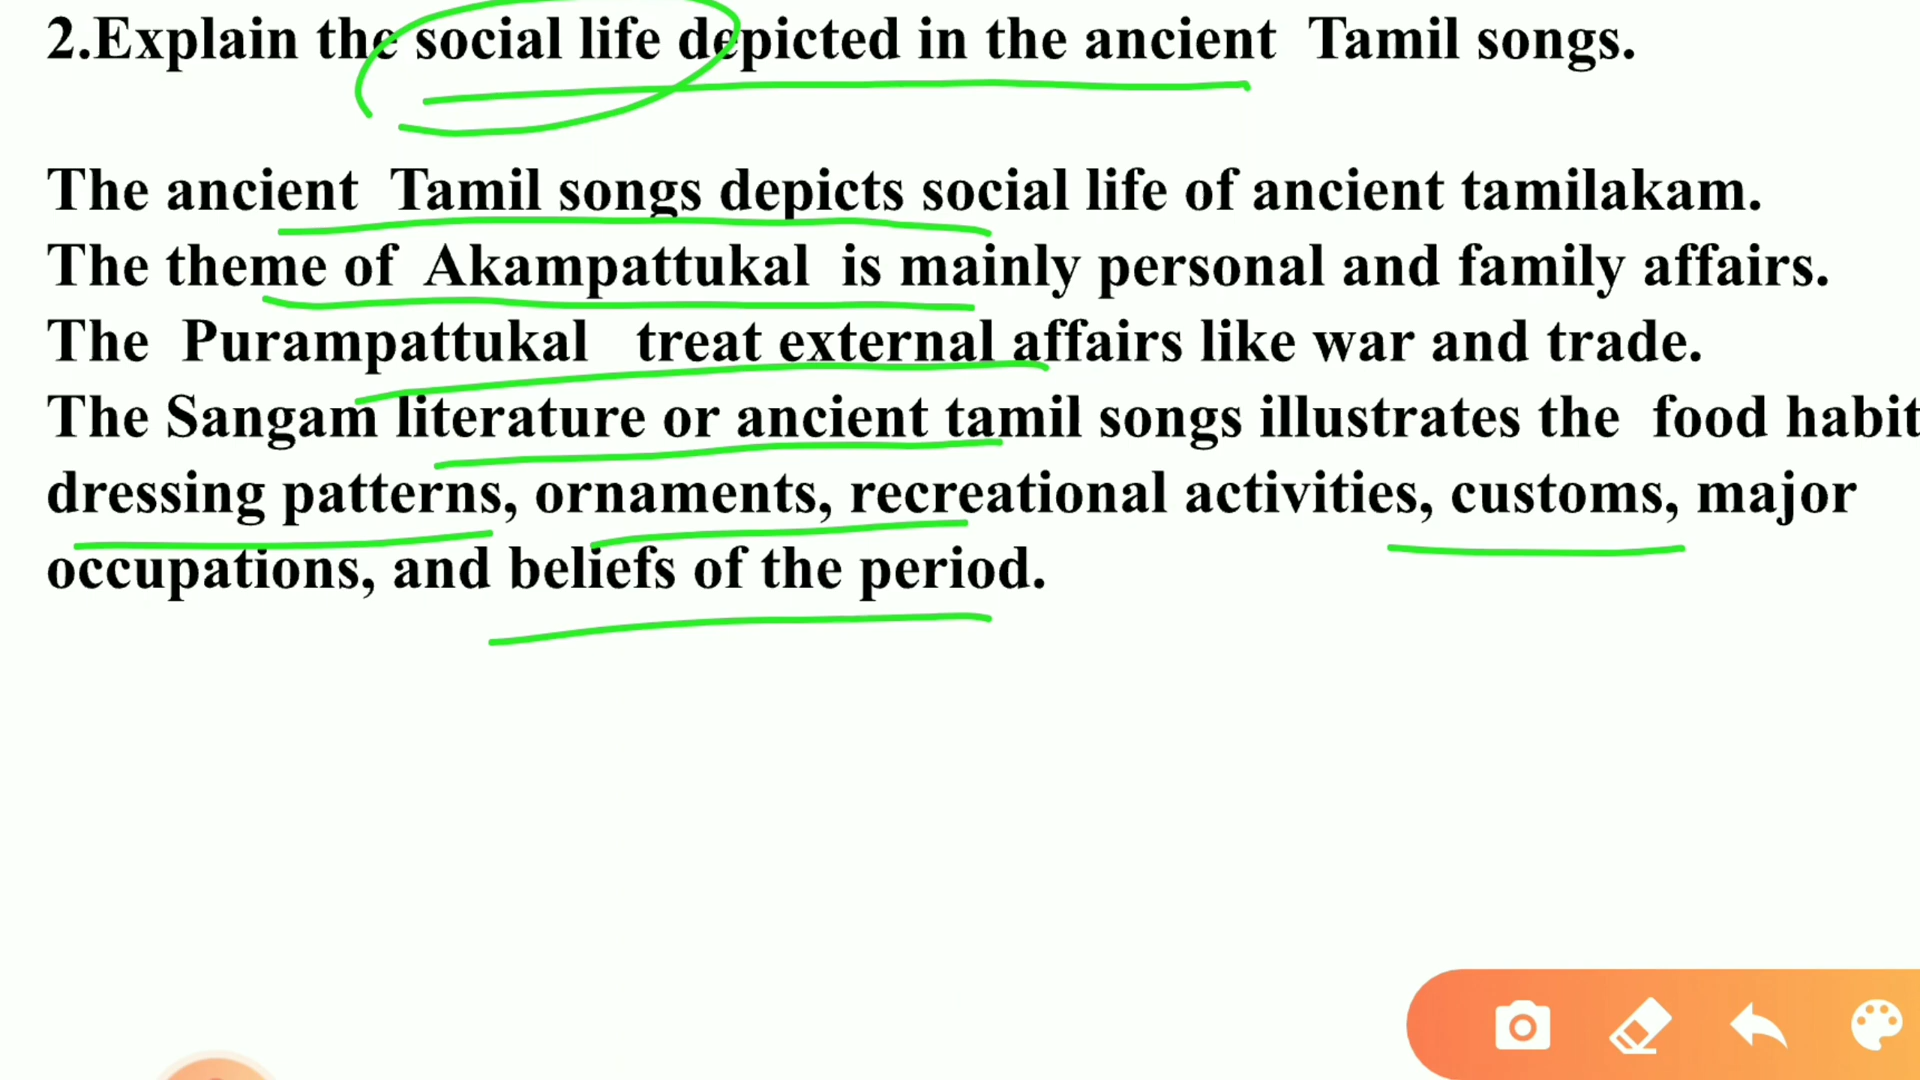 2.Explain the social life depicted in the ancient Tamil songs.
The ancient Tamil songs depicts social life of ancient tamilakam.
The theme of Akampattukal is mainly personal and family affairs.
The Purampattukal treat external affairs like war and trade.
The Sangam literature or ancient tamil songs illustrates the food habit
dressing patterns, ornaments, recreational activities, customs, major
occupations, and beliefs of the period.